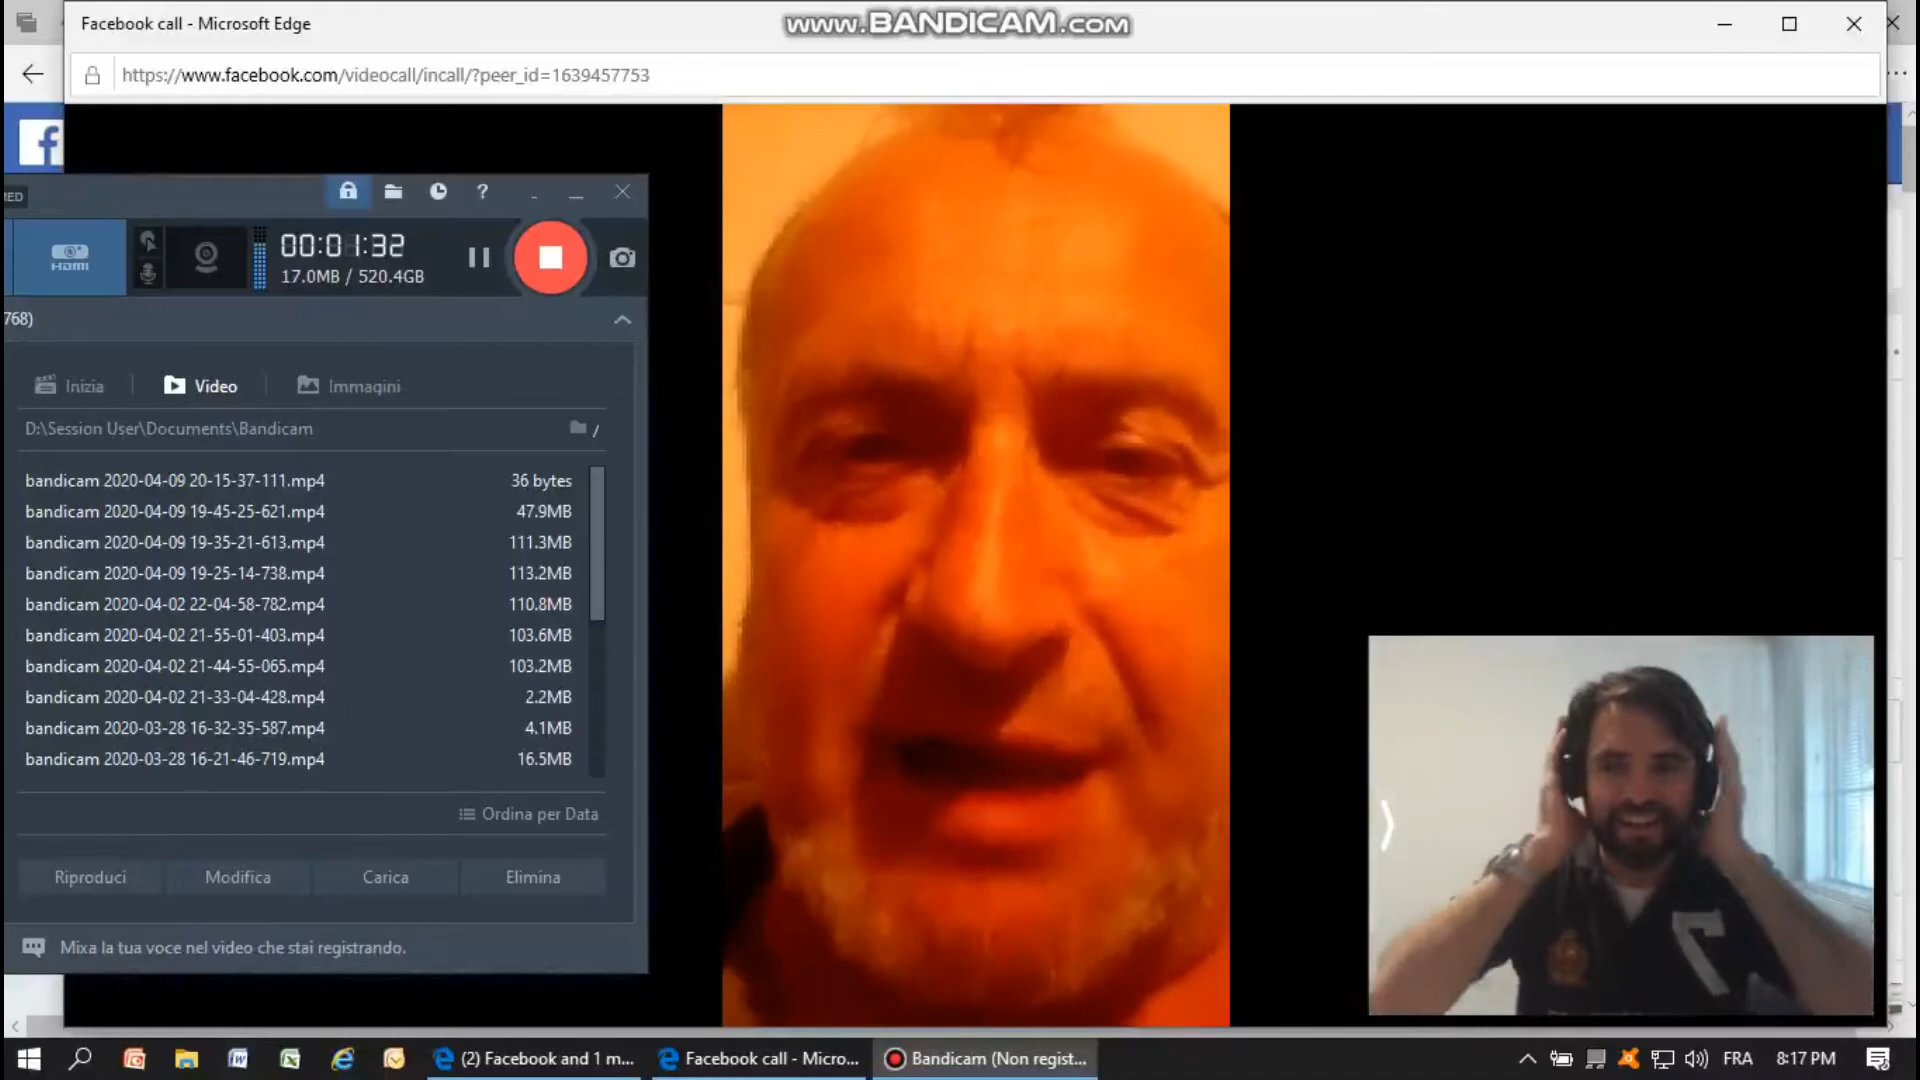 Facebook call - Microsoft Edge
www.BANDICAM.com
https://www.facebook.com/videocall/incall/?peer_id=1639457753
f
RED
?
HDMI
00:01:32
17.0MB / 520.4GB
768)
Inizia
Video
Immagini
D:\Session User\Documents\Bandicam
/
bandicam 2020-04-09 20-15-37-111.mp4 36 bytes
bandicam 2020-04-09 19-45-25-621.mp4 47.9MB
bandicam 2020-04-09 19-35-21-613.mp4 111.3MB
bandicam 2020-04-09 19-25-14-738.mp4 113.2MB
bandicam 2020-04-02 22-04-58-782.mp4 110.8MB
bandicam 2020-04-02 21-55-01-403.mp4 103.6MB
bandicam 2020-04-02 21-44-55-065.mp4 103.2MB
bandicam 2020-04-02 21-33-04-428.mp4 2.2MB
bandicam 2020-03-28 16-32-35-587.mp4 4.1MB
bandicam 2020-03-28 16-21-46-719.mp4 16.5MB
Ordina per Data
Riproduci Modifica Carica Elimina
Mixa la tua voce nel video che stai registrando.
(2) Facebook and 1 m... Facebook call - Micro... Bandicam (Non regist... FRA 8:17 PM